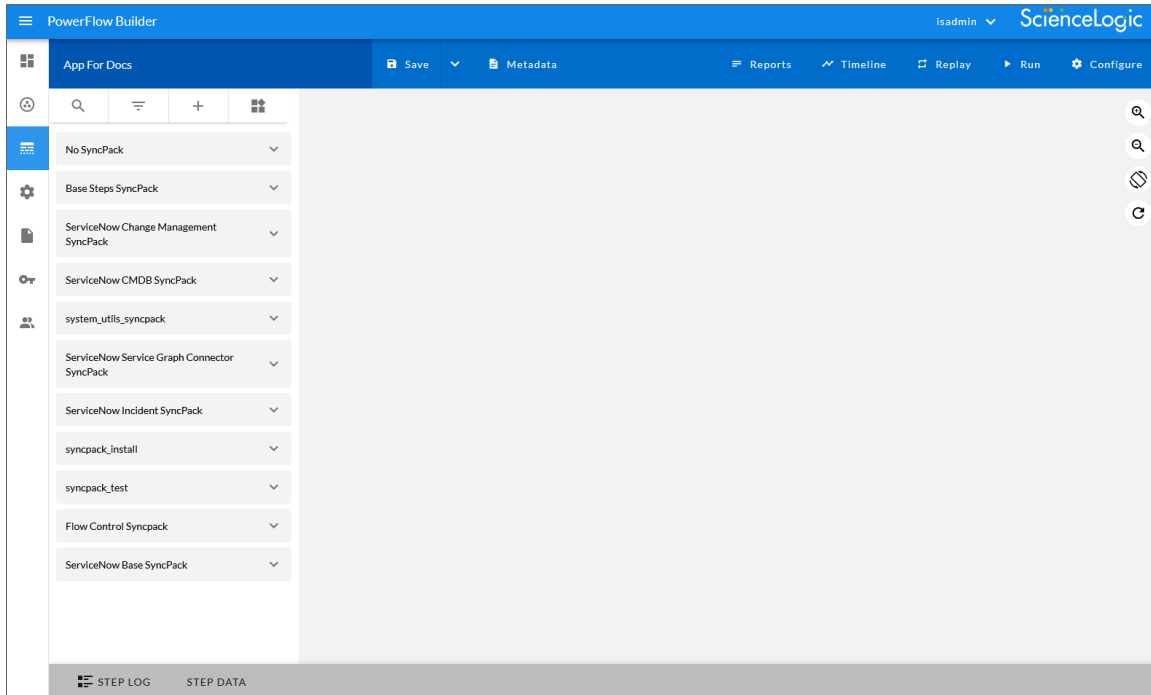 PowerFlow Builder
isadmin
ScienceLogic
App For Docs
Save
Metadata
Reports
Timeline
Replay
Run
Configure
No SyncPack
Base Steps SyncPack
ServiceNow Change Management
SyncPack
ServiceNow CMDB SyncPack
system_utils_syncpack
ServiceNow Service Graph Connector
SyncPack
ServiceNow Incident SyncPack
syncpack_install
syncpack_test
Flow Control Syncpack
ServiceNow Base SyncPack
STEP LOG
STEP DATA